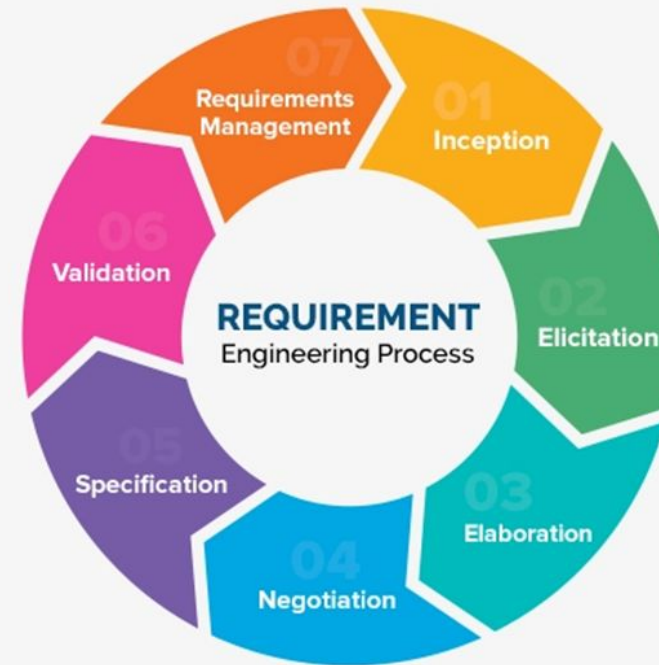 01
Inception
02
Elicitation
03
Elaboration
04
Negotiation
05
Specification
06
Validation
07
Requirements
Management
REQUIREMENT
Engineering Process